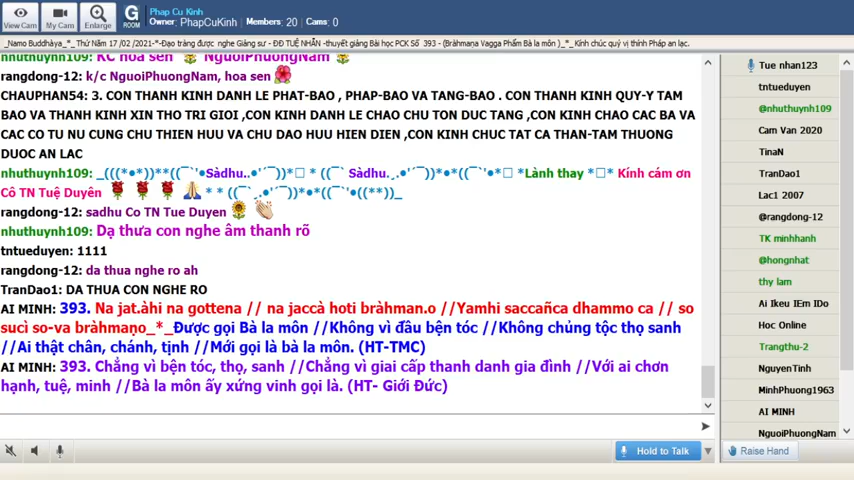 Phap Cu Kinh
Owner: PhapCuKinh Members: 20 Cams: 0
View Cam
My Cam
Enlarge
G
ROOM
_Namo Buddhàya_*_ Thứ Năm 17 /02 /2021-*-Đạo tràng được nghe Giảng sư - ĐĐ TUỆ NHÂN -thuyết giảng Bài học PCK Số 393 - (Bràhmana Vagga Phẩm Bà la môn )_*_ Kính chúc quý vị thính Pháp an lạc.
nhuthuynh109: KC hoa sen NguoiPhuongNam
rangdong-12: k/c NguoiPhuongNam, hoa sen
CHAUPHAN54: 3. CON THANH KINH DANH LE PHAT-BAO , PHAP-BAO VA TANG-BAO . CON THANH KINH QUY-Y TAM
BAO VA THANH KINH XIN THO TRI GIOI ,CON KINH DANH LE CHAO CHU TON DUC TANG ,CON KINH CHAO CAC BA VA
CAC CO TU NU CUNG CHU THIEN HUU VA CHU DAO HUU HIEN DIEN ,CON KINH CHUC TAT CA THAN-TAM THUONG
DUOC AN LAC
nhuthuynh109: _(((*•●*))**((¯`'•Sàdhu..•'´¯))*•□ * ((¯` Sàdhu.¸.•'´¯))*•●*((¯`'•□ *Lành thay *□* Kính cám ơn
Cô TN Tuệ Duyên * * ((¯ ¸.•'´¯))*•●*((¯`'•((**))_
rangdong-12: sadhu Co TN Tue Duyen
nhuthuynh109: Dạ thưa con nghe âm thanh rõ
tntueduyen: 1111
rangdong-12: da thua nghe ro ah
TranDao1: DA THUA CON NGHE RO
AI MINH: 393. Na jat.àhi na gottena // na jaccà hoti bràhman.o //Yamhi saccañca dhammo ca // so
sucì so-va bràhmaṇo_*_Được gọi Bà la môn //Không vì đầu bện tóc //Không chủng tộc thọ sanh
//Ai thật chân, chánh, tịnh //Mới gọi là bà la môn. (HT-TMC)
AI MINH: 393. Chẳng vì bện tóc, thọ, sanh //Chẳng vì giai cấp thanh danh gia đình //Với ai chơn
hạnh, tuệ, minh //Bà la môn ấy xứng vinh gọi là. (HT- Giới Đức)
Hold to Talk
Tue nhan123
tntueduyen
@nhuthuynh109
Cam Van 2020
TinaN
TranDao1
Lac1 2007
@rangdong-12
TK minhhanh
@hongnhat
thy lam
Ai Ikeu IEm IDo
Hoc Online
Trangthu-2
NguyenTinh
MinhPhuong1963
AI MINH
NguoiPhuongNam
Raise Hand